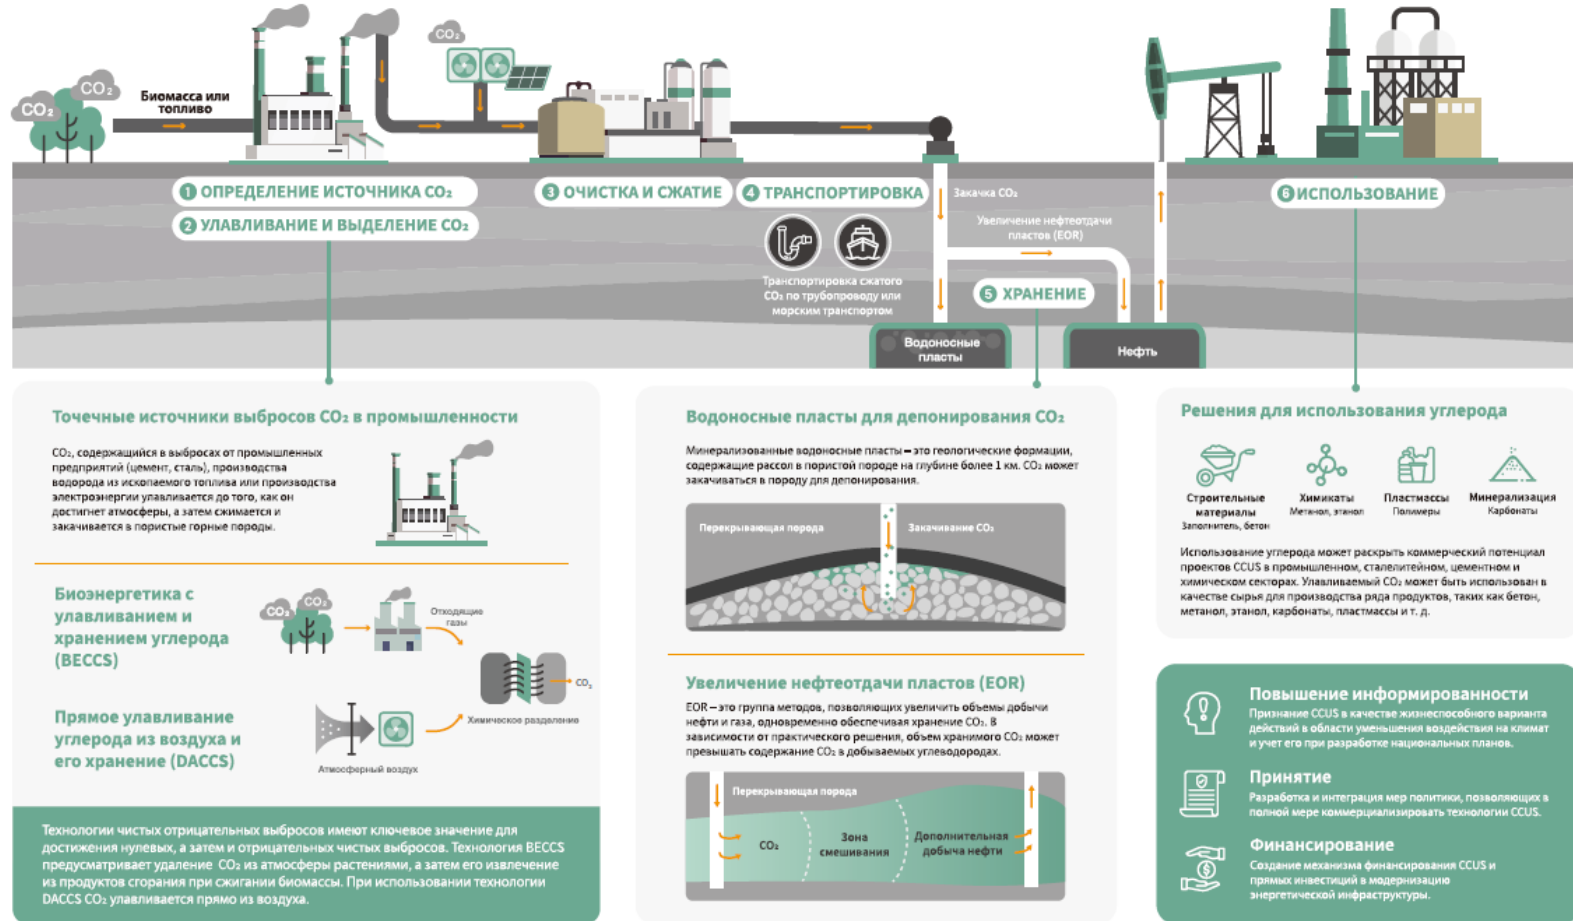 CO₂
CO₂
Биомасса или
топливо
CO₂
1 ОПРЕДЕЛЕНИЕ ИСТОЧНИКА CO₂
2 УЛАВЛИВАНИЕ И ВЫДЕЛЕНИЕ CO₂
3 ОЧИСТКА И СЖАТИЕ
4 ТРАНСПОРТИРОВКА
Транспортировка сжатого
CO₂ по трубопроводу или
морским транспортом
Закачка CO₂
Увеличение нефтеотдачи
пластов (EOR)
5 ХРАНЕНИЕ
Водоносные
пласты
Нефть
6 ИСПОЛЬЗОВАНИЕ
Точечные источники выбросов CO₂ в промышленности
CO₂, содержащийся в выбросах от промышленных
предприятий (цемент, сталь), производства
водорода из ископаемого топлива или производства
электроэнергии улавливается до того, как он
достигнет атмосферы, а затем сжимается и
закачивается в пористые горные породы.
Биоэнергетика с
улавливанием и
хранением углерода
(BECCS)
CO₂
CO₂
Отходящие
газы
CO₂
Химическое разделение
Прямое улавливание
углерода из воздуха и
его хранение (DACCS)
Атмосферный воздух
Технологии чистых отрицательных выбросов имеют ключевое значение для
достижения нулевых, а затем и отрицательных чистых выбросов. Технология BECCS
предусматривает удаление CO₂ из атмосферы растениями, а затем его извлечение
из продуктов сгорания при сжигании биомассы. При использовании технологии
DACCS CO₂ улавливается прямо из воздуха.
Водоносные пласты для депонирования CO₂
Минерализованные водоносные пласты – это геологические формации,
содержащие рассол в пористой породе на глубине более 1 км. CO₂ может
закачиваться в породу для депонирования.
Перекрывающая порода
Закачивание CO₂
Увеличение нефтеотдачи пластов (EOR)
EOR – это группа методов, позволяющих увеличить объемы добычи
нефти и газа, одновременно обеспечивая хранение CO₂. В
зависимости от практического решения, объем хранимого CO₂ может
превышать содержание CO₂ в добываемых углеводородах.
Перекрывающая порода
CO₂
Зона
смешивания
Дополнительная
добыча нефти
Решения для использования углерода
Строительные
материалы
Заполнитель, бетон
Химикаты
Метанол, этанол
Пластмассы
Полимеры
Минерализация
Карбонаты
Использование углерода может раскрыть коммерческий потенциал
проектов CCUS в промышленном, сталелитейном, цементном и
химическом секторах. Улавливаемый CO₂ может быть использован в
качестве сырья для производства ряда продуктов, таких как бетон,
метанол, этанол, карбонаты, пластмассы и т. д.
Повышение информированности
Признание CCUS в качестве жизнеспособного варианта
действий в области уменьшения воздействия на климат
и учет его при разработке национальных планов.
Принятие
Разработка и интеграция мер политики, позволяющих в
полной мере коммерциализировать технологии CCUS.
Финансирование
Создание механизма финансирования CCUS и
прямых инвестиций в модернизацию
энергетической инфраструктуры.